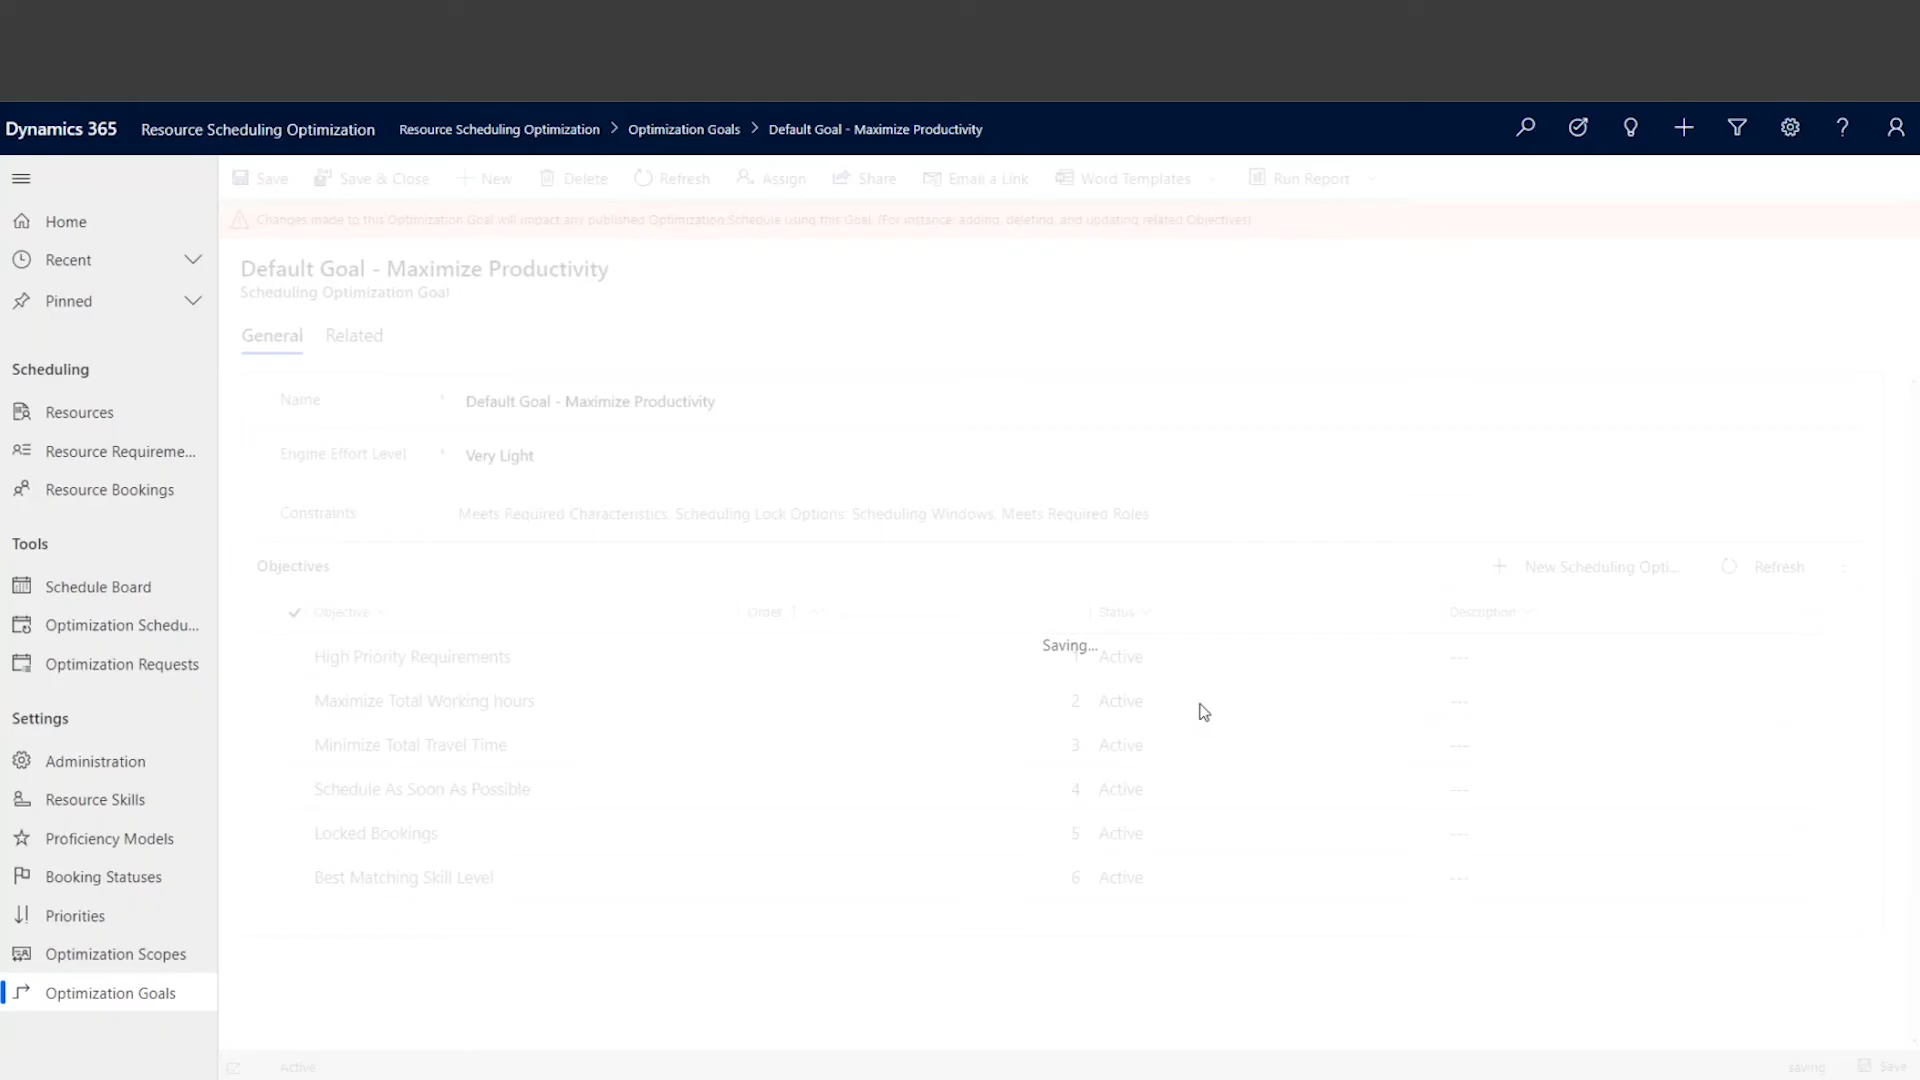 Dynamics 365 Resource Scheduling Optimization Resource Scheduling Optimization Optimization Goals Default Goal - Maximize Productivity
Save Save & Close New Delete Refresh Assign Share Email a Link Word Templates Run Report
Changes made to this Optimization Goal will impact any published Optimization Schedule using this Goal. (For instance: adding, deleting, and updating related Objectives)
Home
Recent
Pinned
Scheduling
Resources
Resource Requireme...
Resource Bookings
Tools
Schedule Board
Optimization Schedu...
Optimization Requests
Settings
Administration
Resource Skills
Proficiency Models
Booking Statuses
Priorities
Optimization Scopes
Optimization Goals
Default Goal - Maximize Productivity
Scheduling Optimization Goal
General Related
Name * Default Goal - Maximize Productivity
Engine Effort Level * Very Light
Constraints Meets Required Characteristics, Scheduling Lock Options, Scheduling Windows, Meets Required Roles
Objectives New Scheduling Opti... Refresh
Objective Order Status Description
Saving...
High Priority Requirements 1 Active ---
Maximize Total Working hours 2 Active ---
Minimize Total Travel Time 3 Active ---
Schedule As Soon As Possible 4 Active ---
Locked Bookings 5 Active ---
Best Matching Skill Level 6 Active ---
Active saving Save